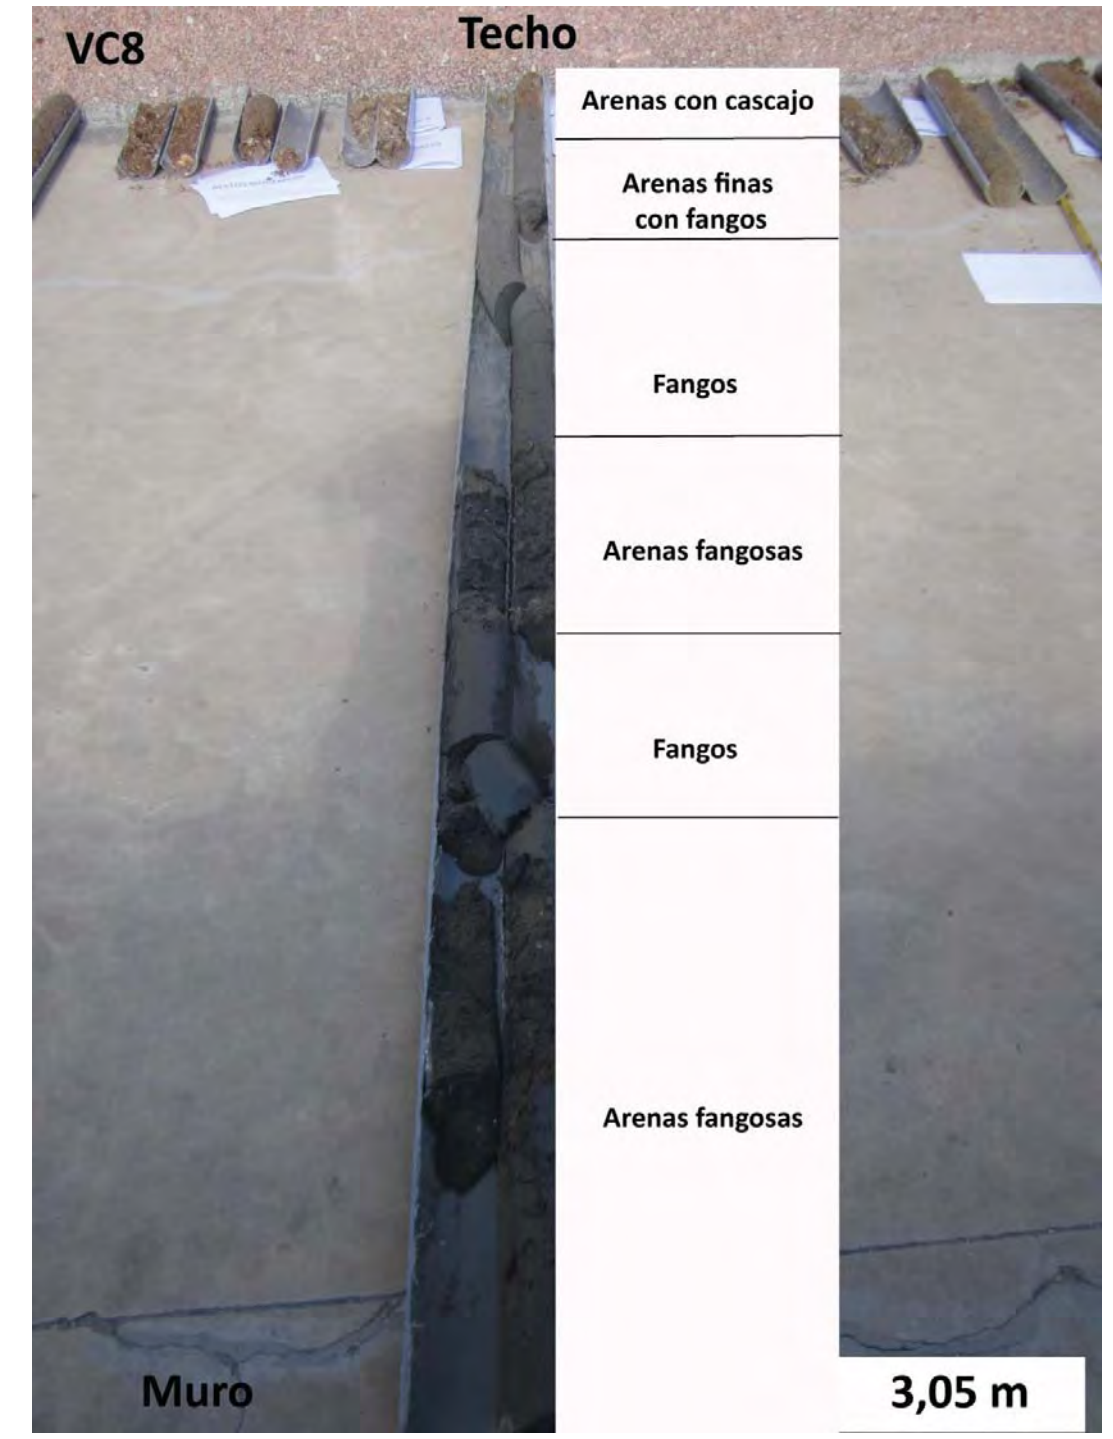 VC8
Techo
Arenas con cascajo
Arenas finas
con fangos
Fangos
Arenas fangosas
Fangos
Arenas fangosas
Muro
3,05 m